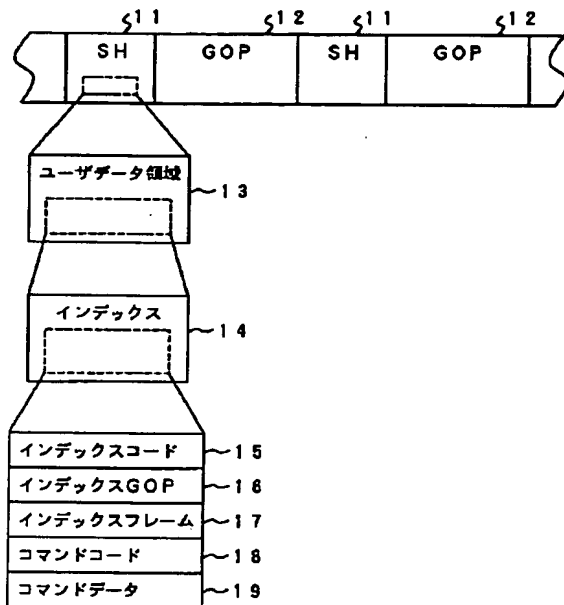 11 12 11 12
SH GOP SH GOP
ユーザデータ領域 13
インデックス
14
インデックスコード 15
インデックスGOP 16
インデックスフレーム 17
コマンドコード 18
コマンドデータ 19